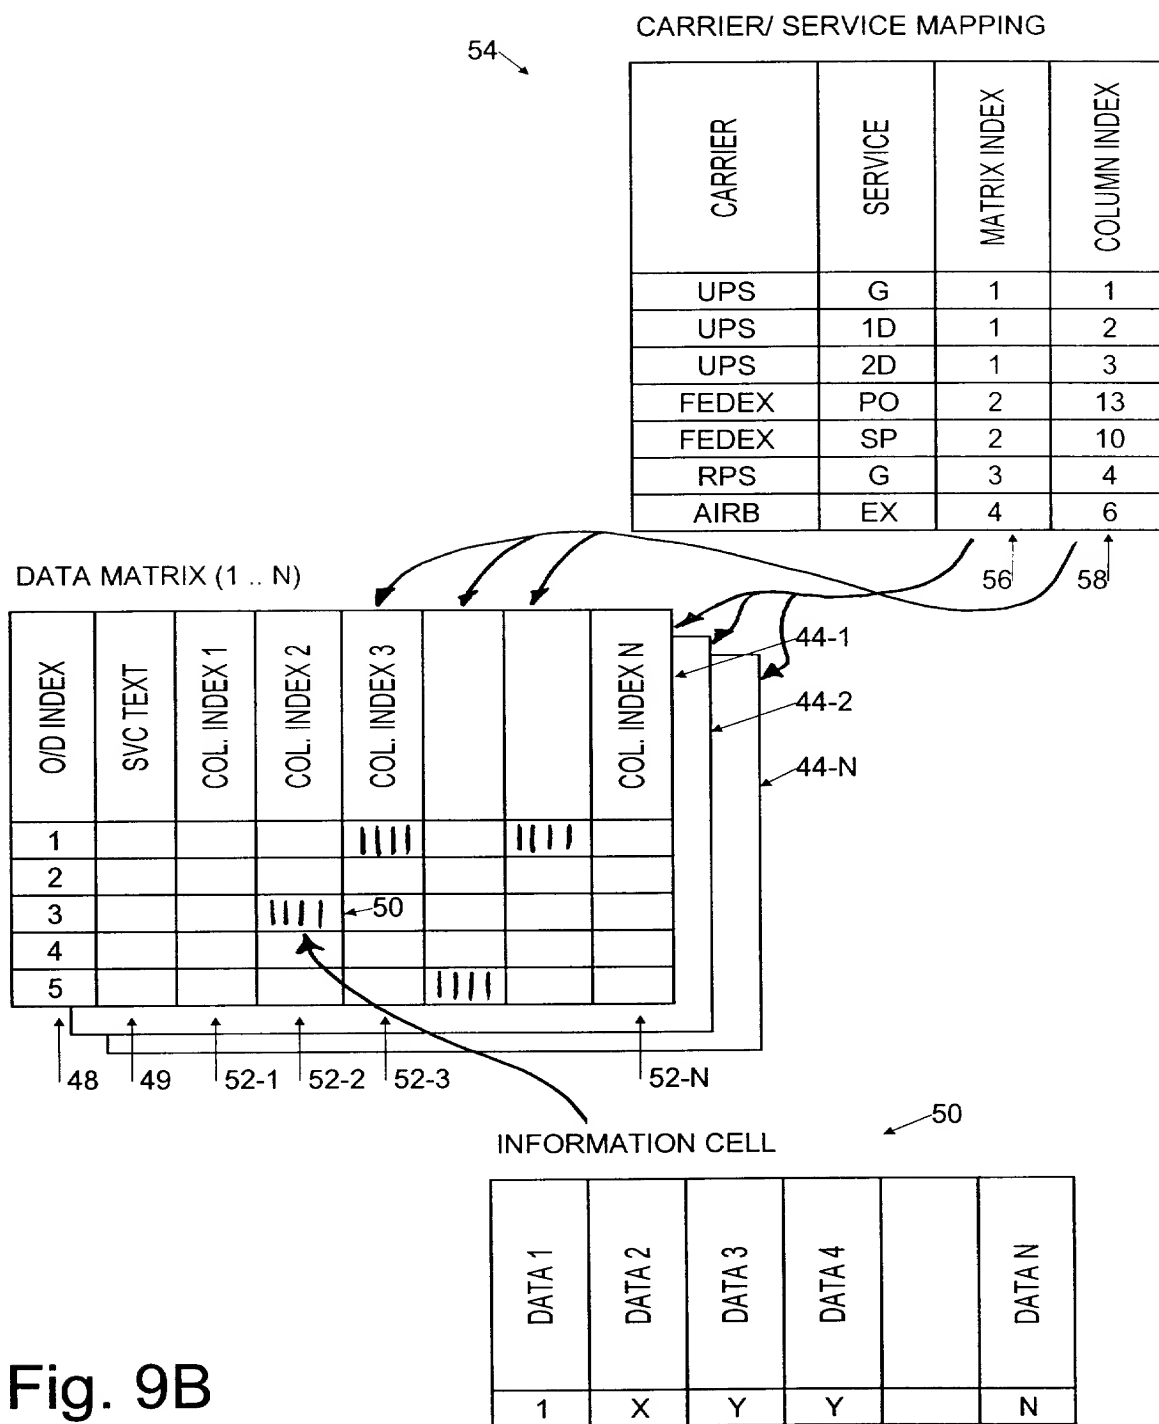 CARRIER/ SERVICE MAPPING
54
CARRIER SERVICE MATRIX INDEX COLUMN INDEX
UPS G 1 1
UPS 1D 1 2
UPS 2D 1 3
FEDEX PO 2 13
FEDEX SP 2 10
RPS G 3 4
AIRB EX 4 6
56 58
DATA MATRIX (1 .. N)
O/D INDEX SVC TEXT COL. INDEX 1 COL. INDEX 2 COL. INDEX 3 COL. INDEX N
44-1
44-2
44-N
1
2
3 50
4
5
48 49 52-1 52-2 52-3 52-N
50
INFORMATION CELL
DATA 1 DATA 2 DATA 3 DATA 4 DATA N
1 X Y Y N
Fig. 9B